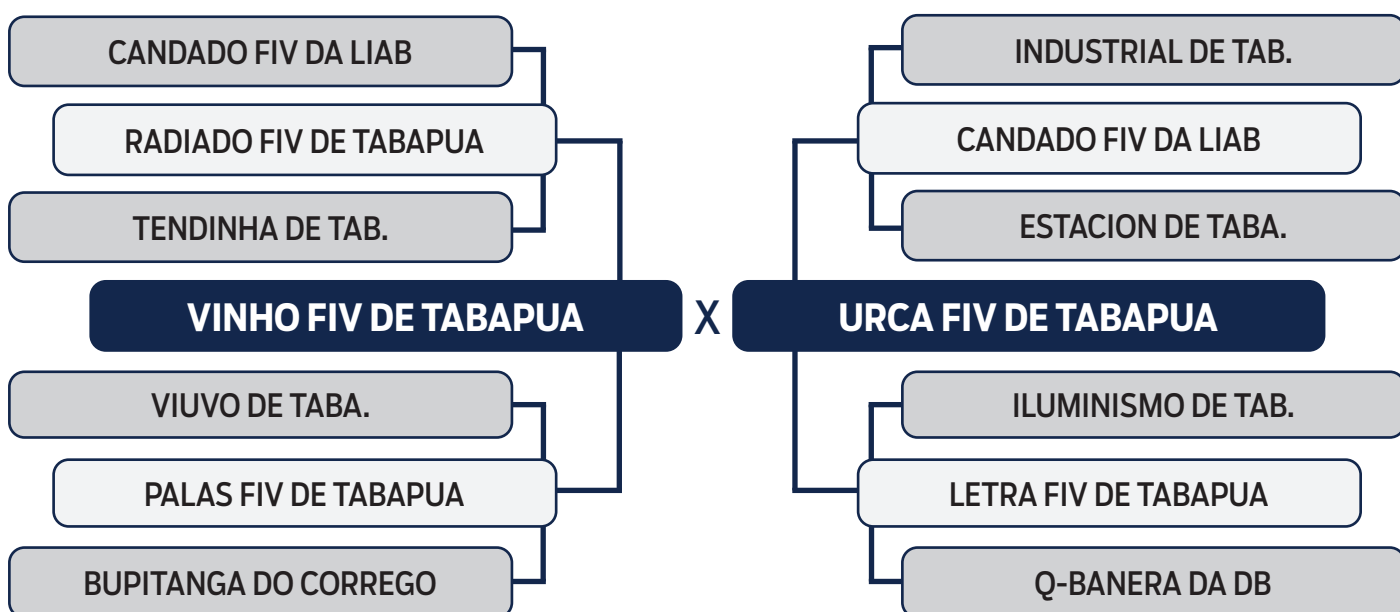 CANDADO FIV DA LIAB
INDUSTRIAL DE TAB.
RADIADO FIV DE TABAPUA
CANDADO FIV DA LIAB
TENDINHA DE TAB.
ESTACION DE TABA.
VINHO FIV DE TABAPUA X URCA FIV DE TABAPUA
VIUVO DE TABA.
ILUMINISMO DE TAB.
PALAS FIV DE TABAPUA
LETRA FIV DE TABAPUA
BUPITANGA DO CORREGO
Q-BANERA DA DB